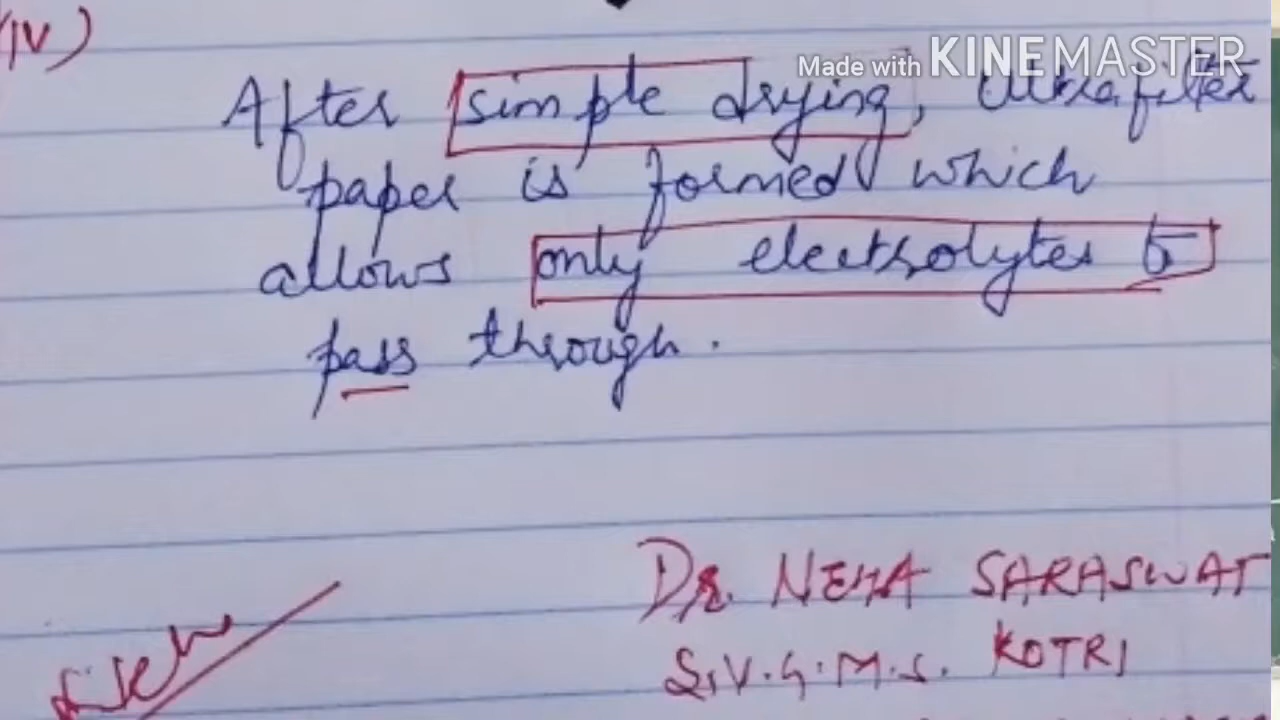 (IV)
Made with KINEMASTER
After simple drying, Ultrafilter
paper is formed which
allows only electrolytes to
pass through.
Dr. NEHA SARASWAT
S.V.G.M.S. KOTRI